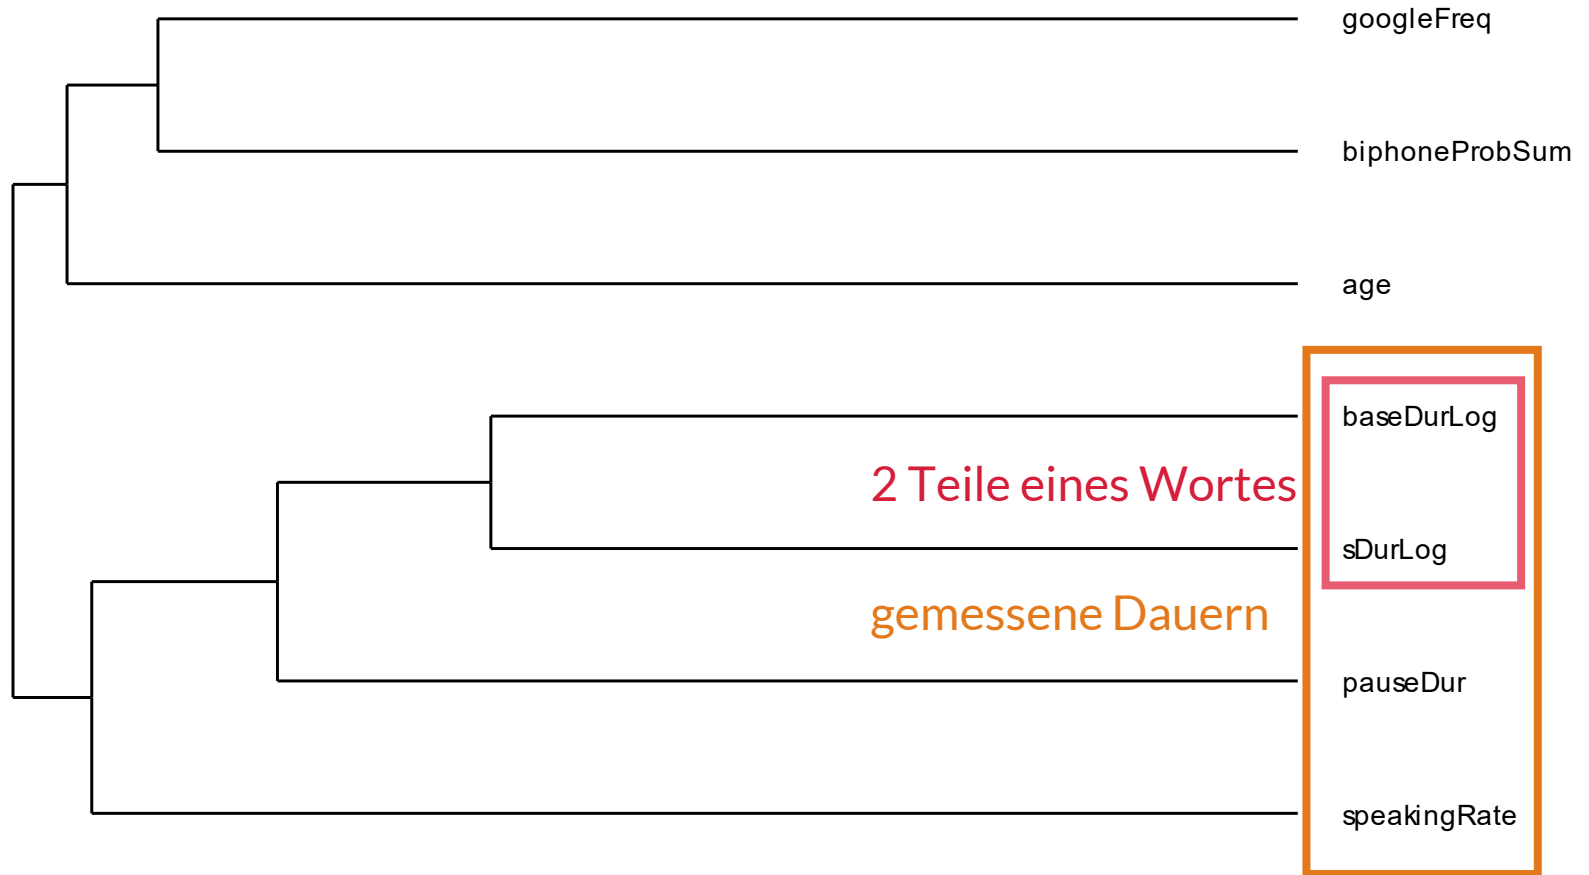 googleFreq
biphoneProbSum
age
baseDurLog
2 Teile eines Wortes
sDurLog
gemessene Dauern
pauseDur
speakingRate